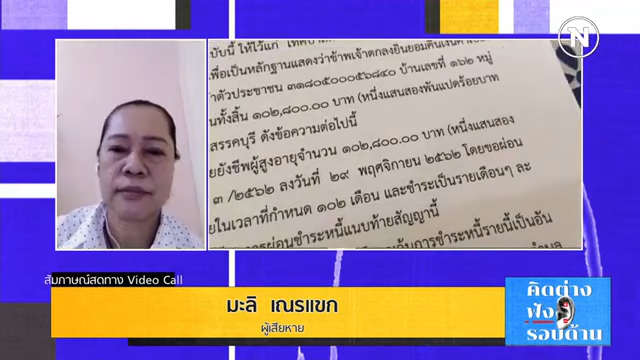 N
บับนี้ ให้ไว้แก่
เพื่อเป็นหลักฐานแสดงว่าข้าพเจ้าตกลงยินยอมคืนเงิน
ำตัวประชาชน ๓๑๘๐๕๐๐๐๕๖๘๔๐ บ้านเลขที่ ๑๖๒ หมู่
นทั้งสิ้น ๑๐๒,๘๐๐.๐๐ บาท (หนึ่งแสนสองพันแปดร้อยบาท
สรรคบุรี ดังข้อความต่อไปนี้
ยยังชีพผู้สูงอายุจำนวน ๑๐๒,๘๐๐.๐๐ บาท (หนึ่งแสนสอง
๓ /๒๕๖๒ ลงวันที่ ๒๙ พฤศจิกายน ๒๕๖๒ โดยขอผ่อน
ยในเวลาที่กำหนด ๑๐๒ เดือน และชำระเป็นรายเดือนๆ ละ
การผ่อนชำระหนี้แนบท้ายสัญญานี้
การชำระหนี้รายนี้เป็นอัน
สัมภาษณ์สดทาง Video Call
มะลิ เณรแขก
ผู้เสียหาย
คิดต่าง
ฟัง
รอบด้าน